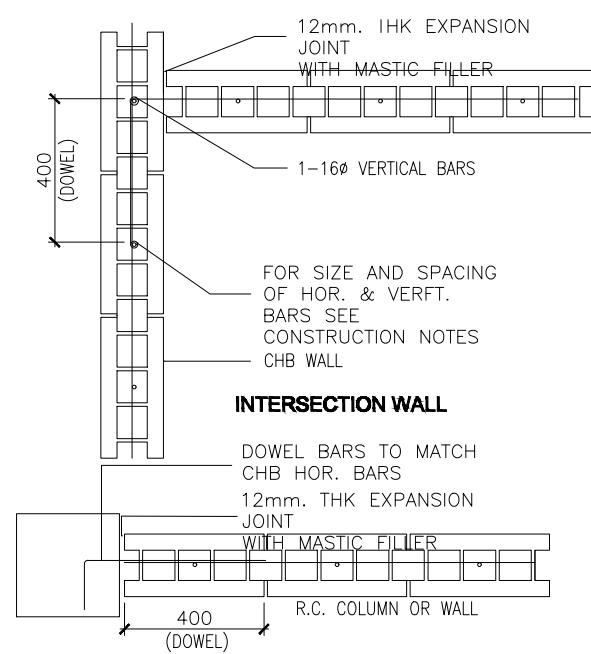 12mm. IHK EXPANSION
JOINT
WITH MASTIC FILLER
400
(DOWEL)
1-16ø VERTICAL BARS
FOR SIZE AND SPACING
OF HOR. & VERFT.
BARS SEE
CONSTRUCTION NOTES
CHB WALL
INTERSECTION WALL
DOWEL BARS TO MATCH
CHB HOR. BARS
12mm. THK EXPANSION
JOINT
WITH MASTIC FILLER
R.C. COLUMN OR WALL
400
(DOWEL)